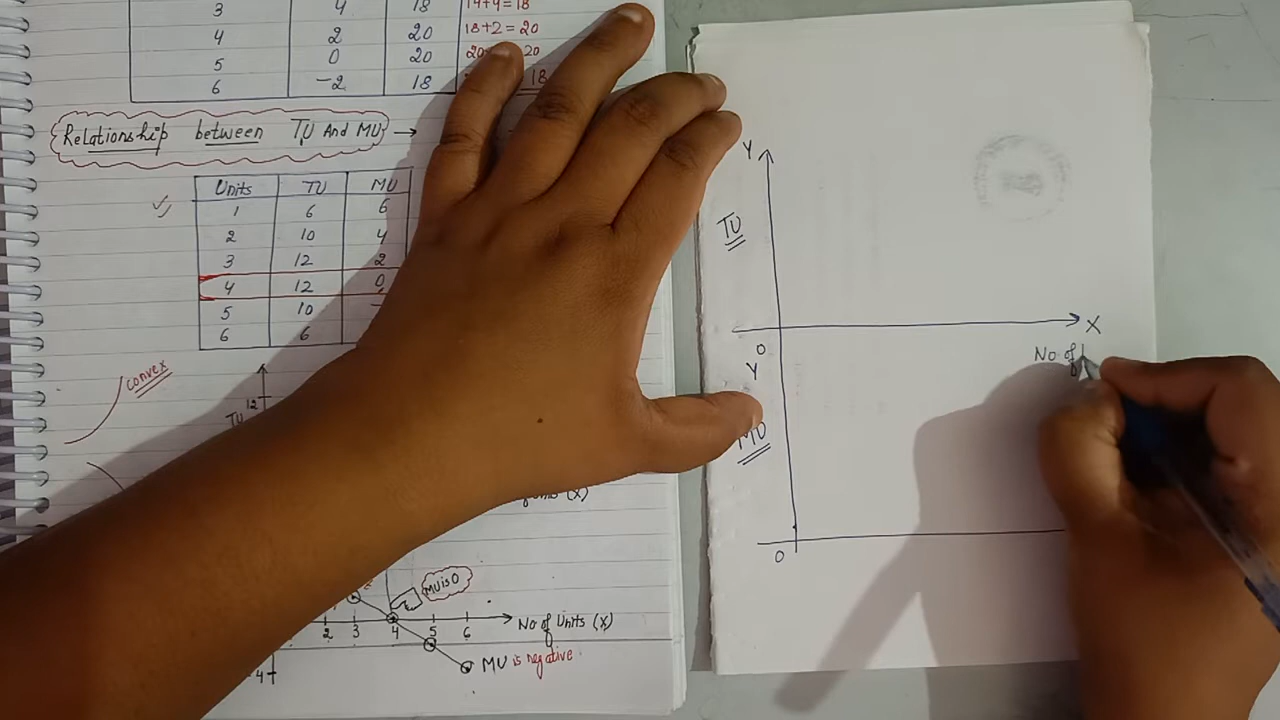 3 4 18 14+4=18
4 2 20 18+2=20
5 0 20 20
6 -2 18 18
Relationship between TU And MU →
Units TU MU
1 6 6
2 10 4
3 12 2
4 12 0
5 10
6 6
convex
TU 12
(X)
MU is 0
2 3 4 5 6 No of Units (X)
MU is negative
4
Y
TU
X
O
No of
Y
MU
O